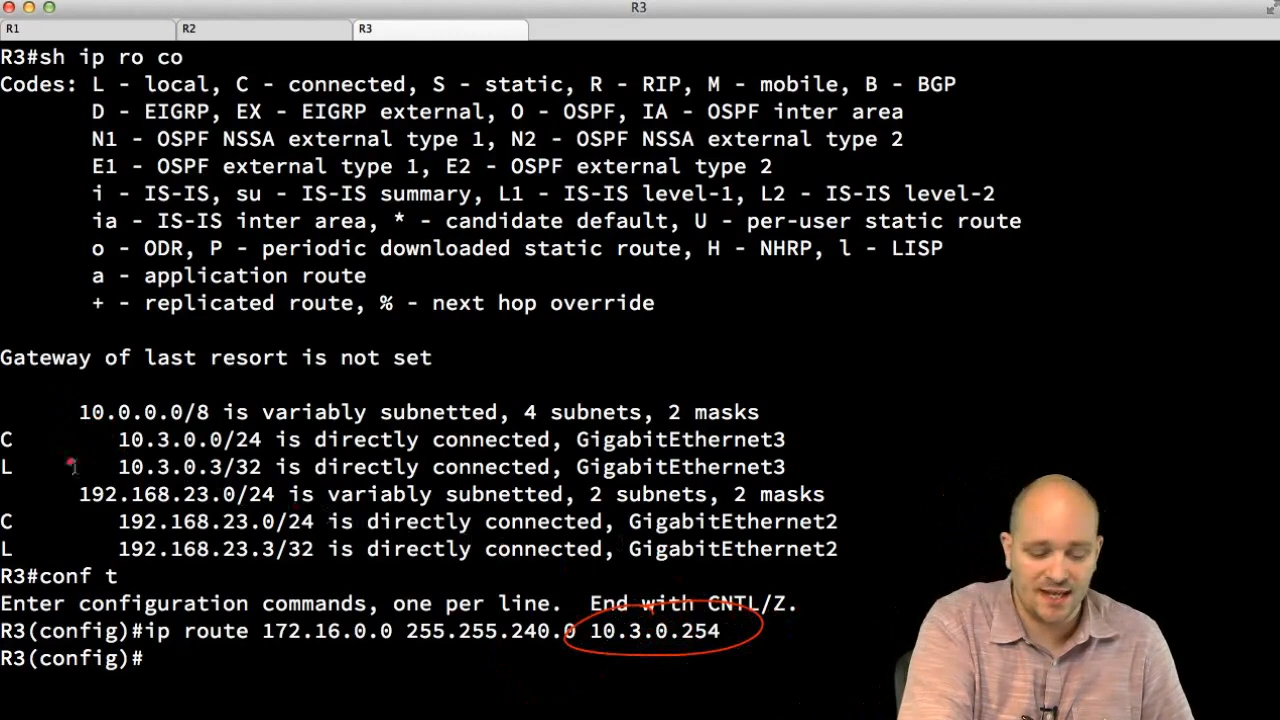 R3
R1
R2
R3
R3#sh ip ro co
Codes: L - local, C - connected, S - static, R - RIP, M - mobile, B - BGP
D - EIGRP, EX - EIGRP external, O - OSPF, IA - OSPF inter area
N1 - OSPF NSSA external type 1, N2 - OSPF NSSA external type 2
E1 - OSPF external type 1, E2 - OSPF external type 2
i - IS-IS, su - IS-IS summary, L1 - IS-IS level-1, L2 - IS-IS level-2
ia - IS-IS inter area, * - candidate default, U - per-user static route
o - ODR, P - periodic downloaded static route, H - NHRP, l - LISP
a - application route
+ - replicated route, % - next hop override
Gateway of last resort is not set
10.0.0.0/8 is variably subnetted, 4 subnets, 2 masks
C 10.3.0.0/24 is directly connected, GigabitEthernet3
L 10.3.0.3/32 is directly connected, GigabitEthernet3
192.168.23.0/24 is variably subnetted, 2 subnets, 2 masks
C 192.168.23.0/24 is directly connected, GigabitEthernet2
L 192.168.23.3/32 is directly connected, GigabitEthernet2
R3#conf t
Enter configuration commands, one per line. End with CNTL/Z.
R3(config)#ip route 172.16.0.0 255.255.240.0 10.3.0.254
R3(config)#